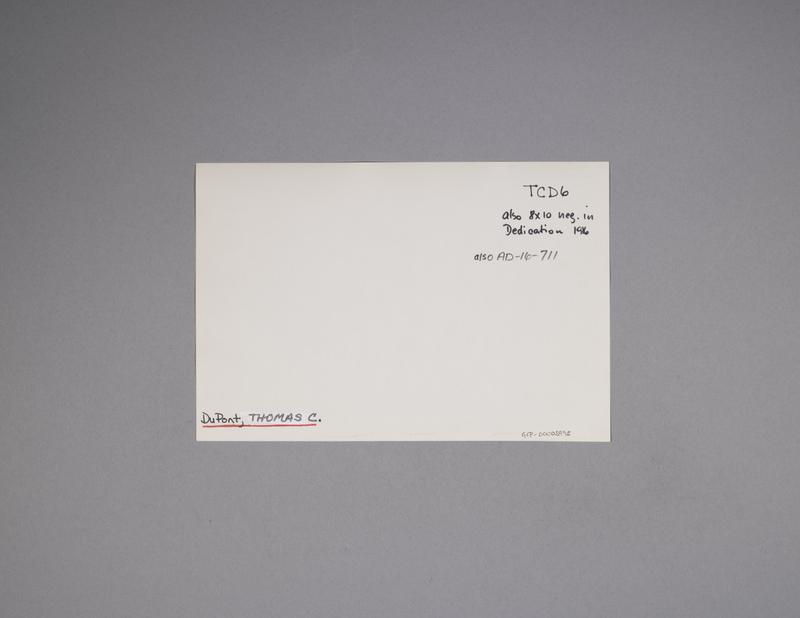 TCD6
also 8x10 neg. in
Dedication 1916
also AD-16-711
DuPont, THOMAS C.